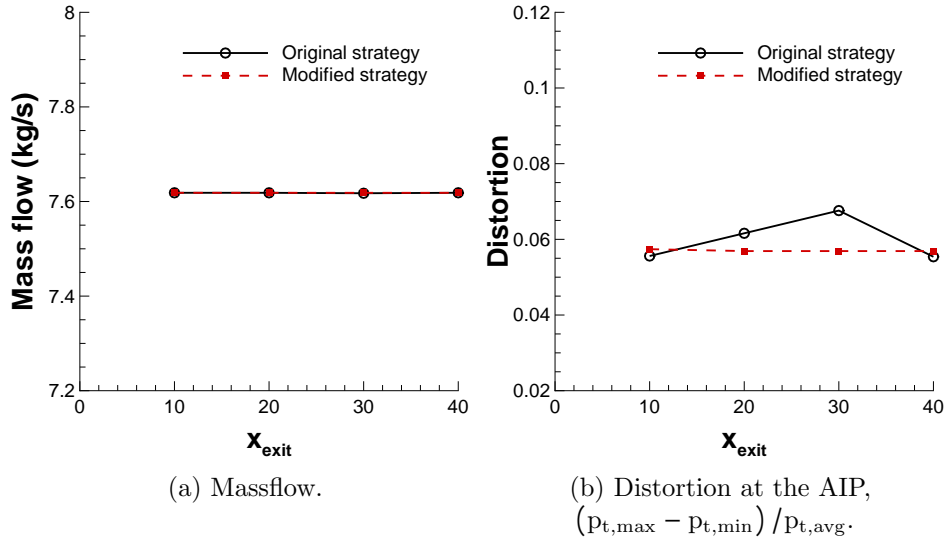 8
7.8
7.6
7.4
7.2
0
10
20
30
40
Mass flow (kg/s)
x_exit
Original strategy
Modified strategy
(a) Massflow.
0.12
0.1
0.08
0.06
0.04
0.02
0
10
20
30
40
Distortion
x_exit
Original strategy
Modified strategy
(b) Distortion at the AIP,
(p_t,max − p_t,min) /p_t,avg.